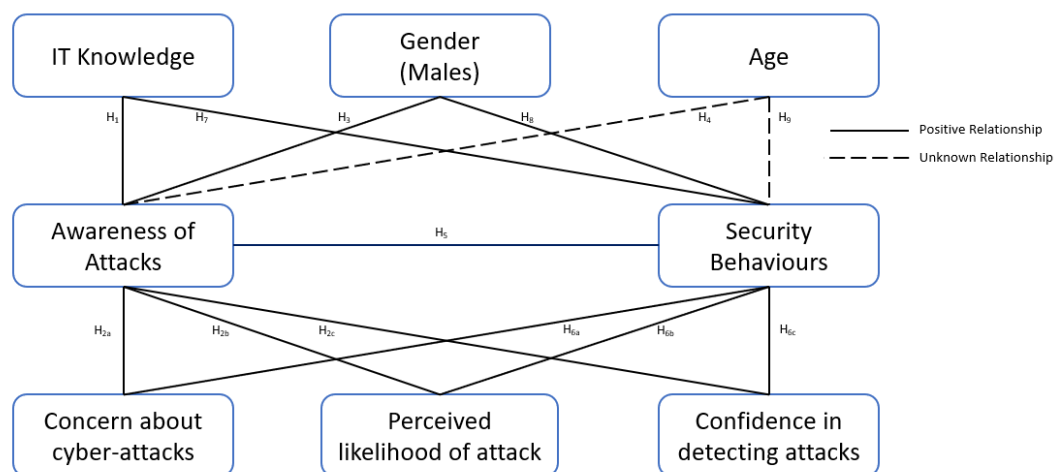 IT Knowledge
Gender
(Males)
Age
H₁
H₇
H₃
H₈
H₄
H₉
Positive Relationship
Unknown Relationship
Awareness of
Attacks
H₅
Security
Behaviours
H₂ₐ
H₂b
H₂c
H₆ₐ
H₆b
H₆c
Concern about
cyber-attacks
Perceived
likelihood of attack
Confidence in
detecting attacks